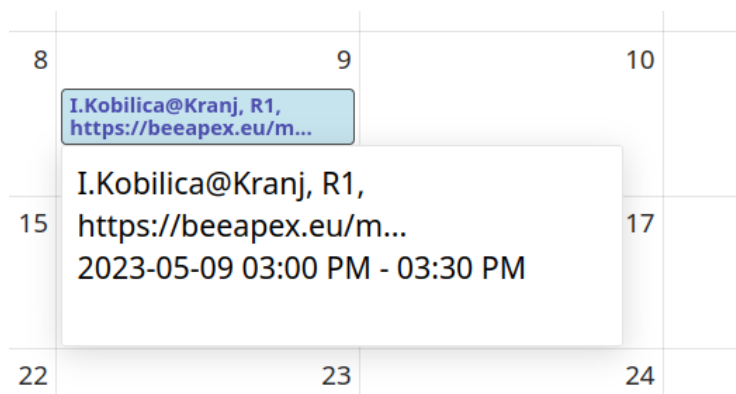 8
9
10
I.Kobilica@Kranj, R1,
https://beeapex.eu/m...
I.Kobilica@Kranj, R1,
https://beeapex.eu/m...
2023-05-09 03:00 PM - 03:30 PM
15
17
22
23
24